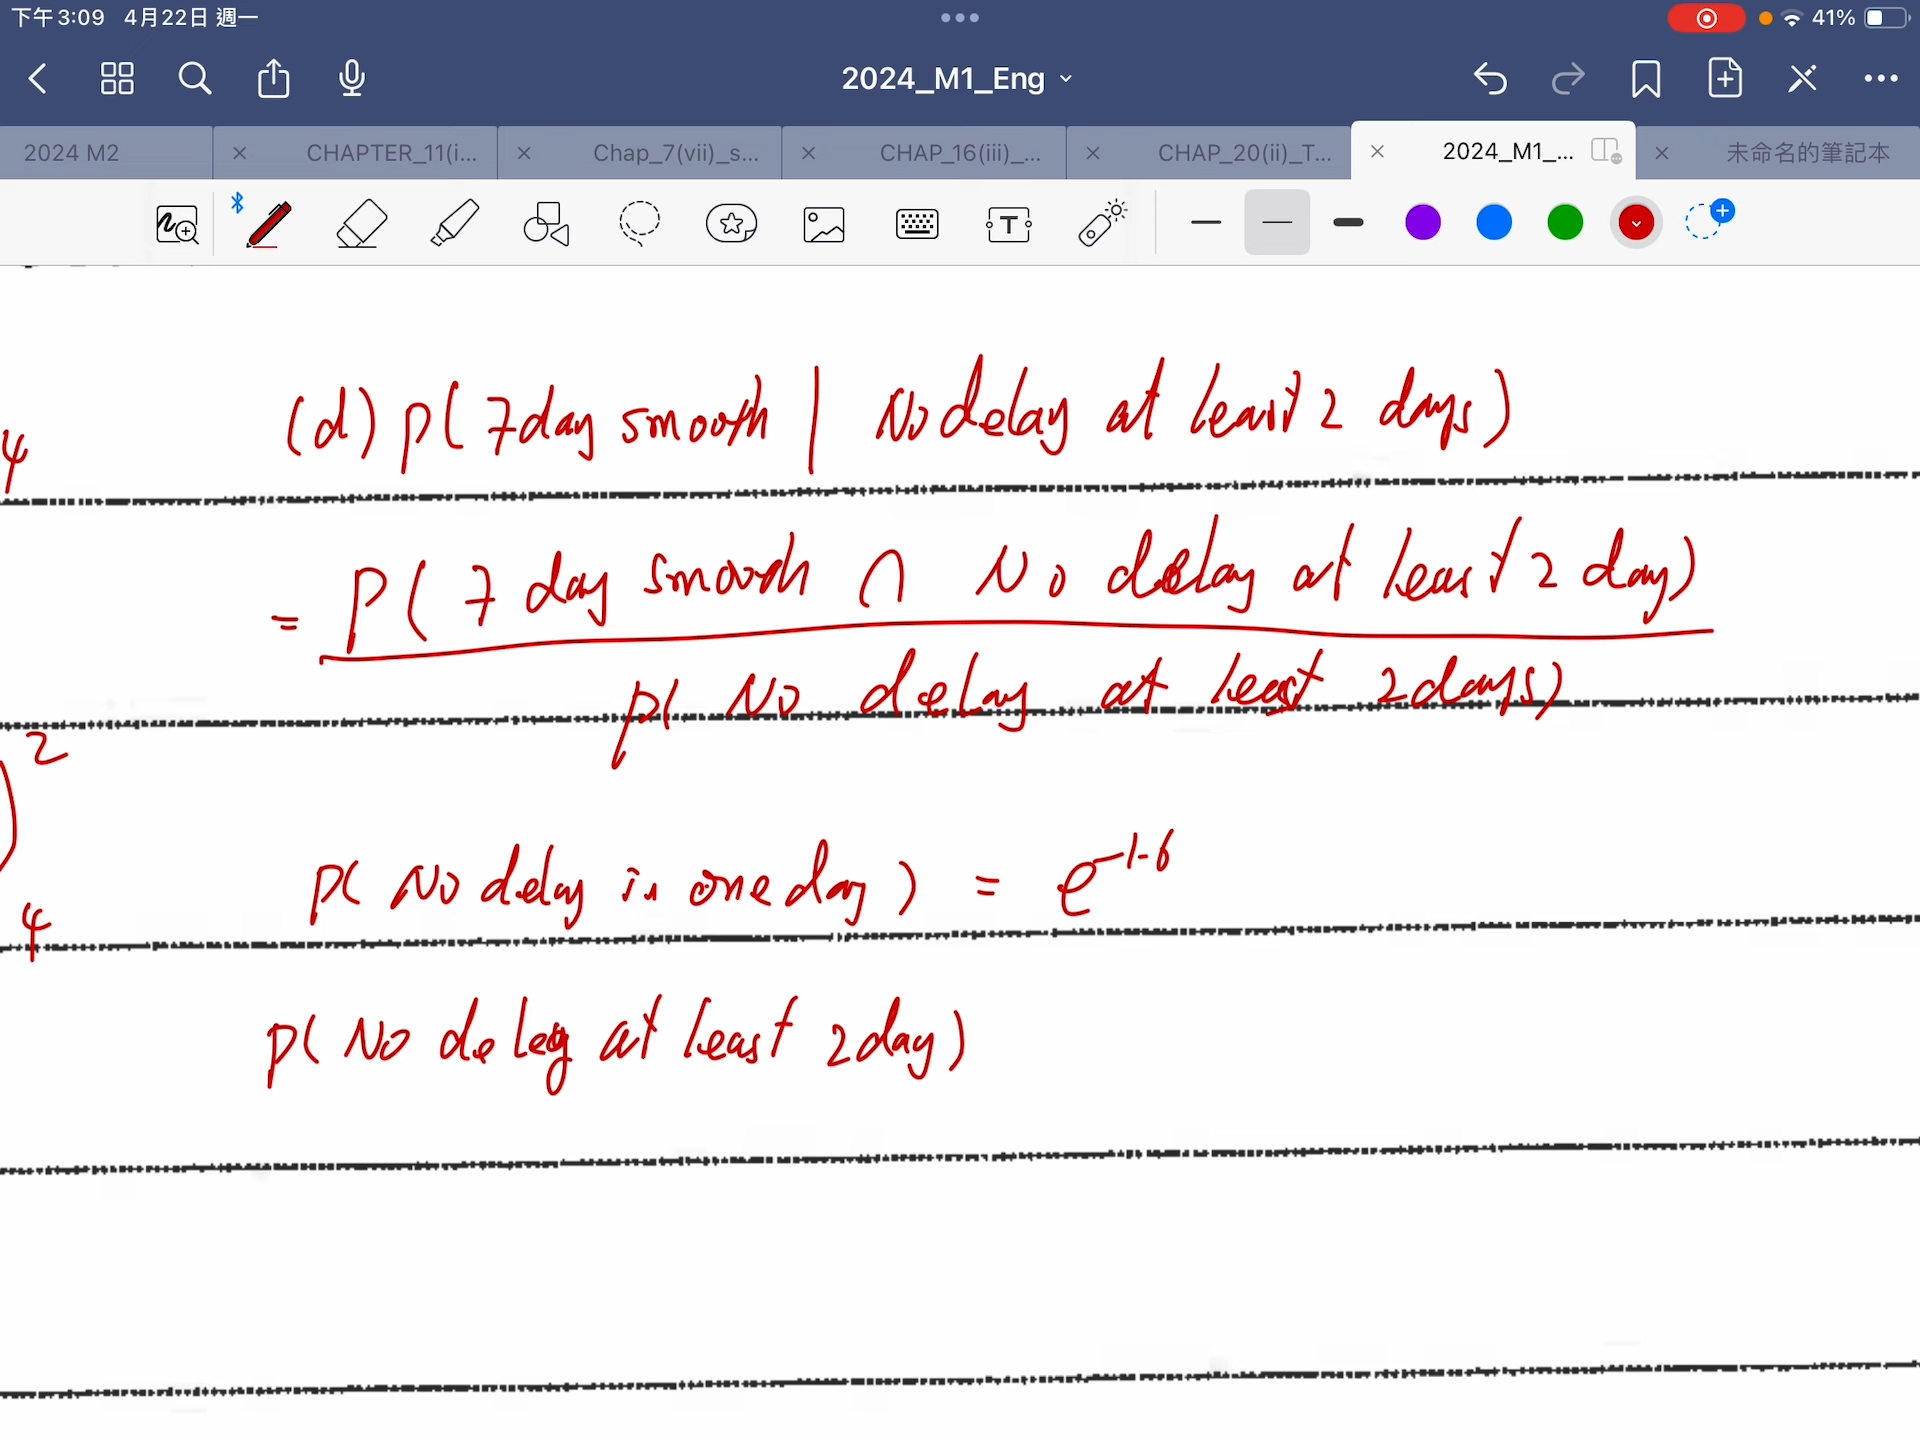 下午3:09 4月22日 週一
41%
2024_M1_Eng
2024 M2
CHAPTER_11(i...
Chap_7(vii)_s...
CHAP_16(iii)_...
CHAP_20(ii)_T...
2024_M1_...
未命名的筆記本
T
(d) P( 7day smooth | No delay at least 2 days)
4
= P( 7 day smooth ∩ No delay at least 2 day)
P( No delay at least 2days)
)²
P( No delay in one day) = e^-1.6
4
P( No delay at least 2day)